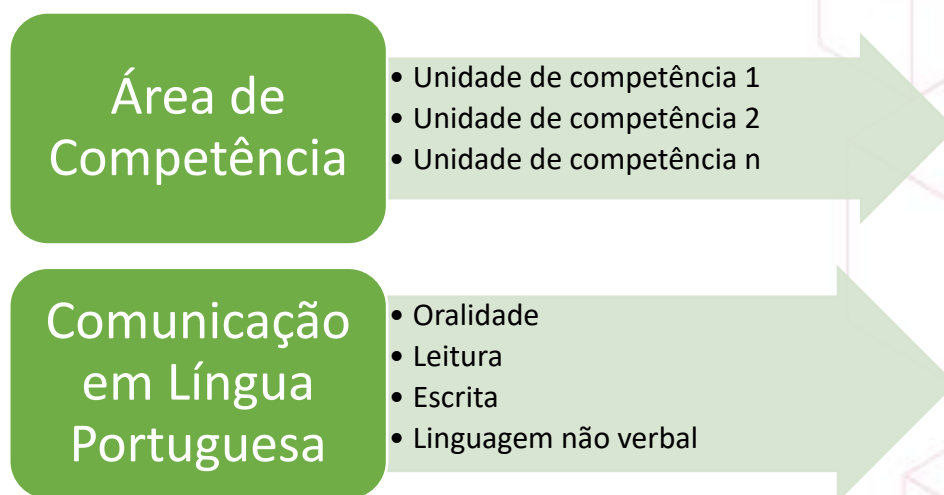 Área de
Competência
• Unidade de competência 1
• Unidade de competência 2
• Unidade de competência n
Comunicação
em Língua
Portuguesa
• Oralidade
• Leitura
• Escrita
• Linguagem não verbal